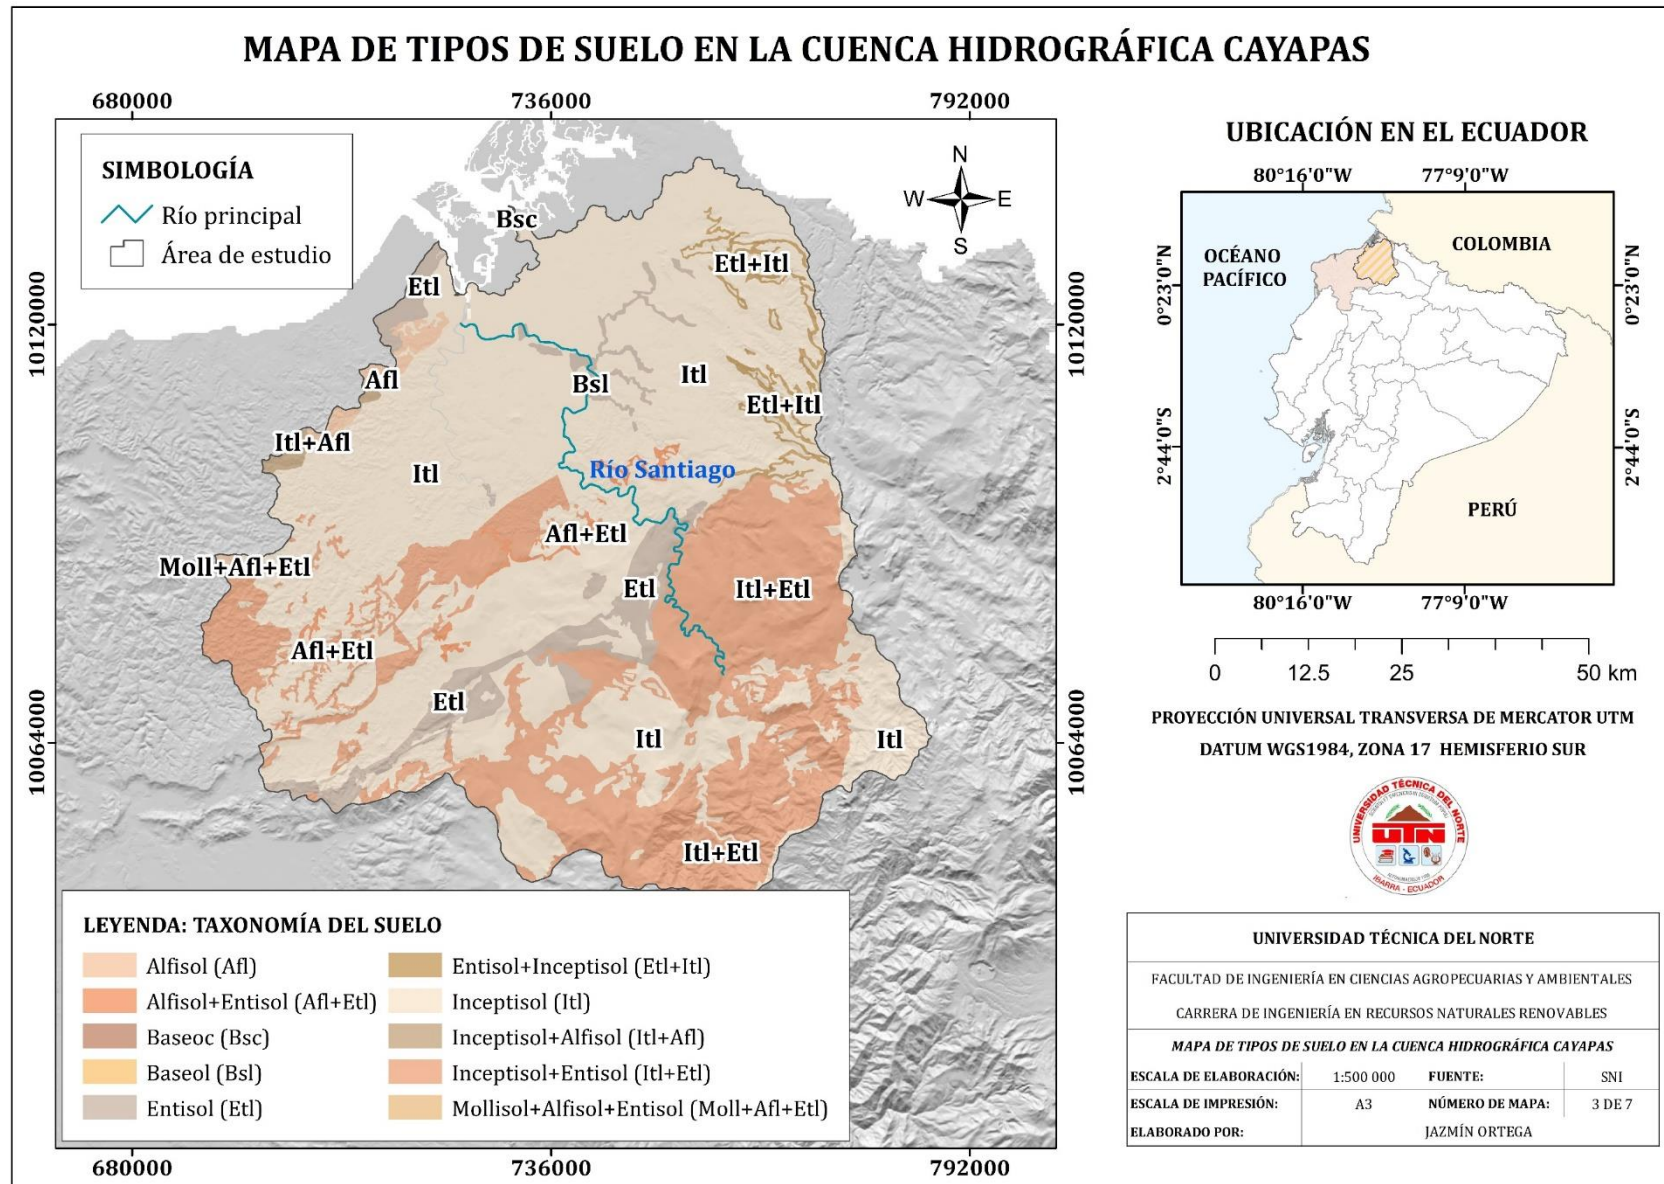 MAPA DE TIPOS DE SUELO EN LA CUENCA HIDROGRÁFICA CAYAPAS
680000
736000
792000
SIMBOLOGÍA
Río principal
Área de estudio
N
W
E
S
10120000
10064000
10120000
10064000
Bsc
Etl
Etl+Itl
Afl
Bsl
Itl
Etl+Itl
Itl+Afl
Itl
Río Santiago
Afl+Etl
Moll+Afl+Etl
Etl
Itl+Etl
Afl+Etl
Etl
Itl
Itl
Itl+Etl
LEYENDA: TAXONOMÍA DEL SUELO
Alfisol (Afl)
Alfisol+Entisol (Afl+Etl)
Baseoc (Bsc)
Baseol (Bsl)
Entisol (Etl)
Entisol+Inceptisol (Etl+Itl)
Inceptisol (Itl)
Inceptisol+Alfisol (Itl+Afl)
Inceptisol+Entisol (Itl+Etl)
Mollisol+Alfisol+Entisol (Moll+Afl+Etl)
680000
736000
792000
UBICACIÓN EN EL ECUADOR
80°16'0"W
77°9'0"W
OCÉANO
PACÍFICO
COLOMBIA
PERÚ
0°23'0"N
2°44'0"S
0°23'0"N
2°44'0"S
80°16'0"W
77°9'0"W
0
12.5
25
50 km
PROYECCIÓN UNIVERSAL TRANSVERSA DE MERCATOR UTM
DATUM WGS1984, ZONA 17 HEMISFERIO SUR
UNIVERSIDAD TÉCNICA DEL NORTE
UTN
IBARRA - ECUADOR
UNIVERSIDAD TÉCNICA DEL NORTE
FACULTAD DE INGENIERÍA EN CIENCIAS AGROPECUARIAS Y AMBIENTALES
CARRERA DE INGENIERÍA EN RECURSOS NATURALES RENOVABLES
MAPA DE TIPOS DE SUELO EN LA CUENCA HIDROGRÁFICA CAYAPAS
ESCALA DE ELABORACIÓN: 1:500 000 FUENTE: SNI
ESCALA DE IMPRESIÓN: A3 NÚMERO DE MAPA: 3 DE 7
ELABORADO POR: JAZMÍN ORTEGA